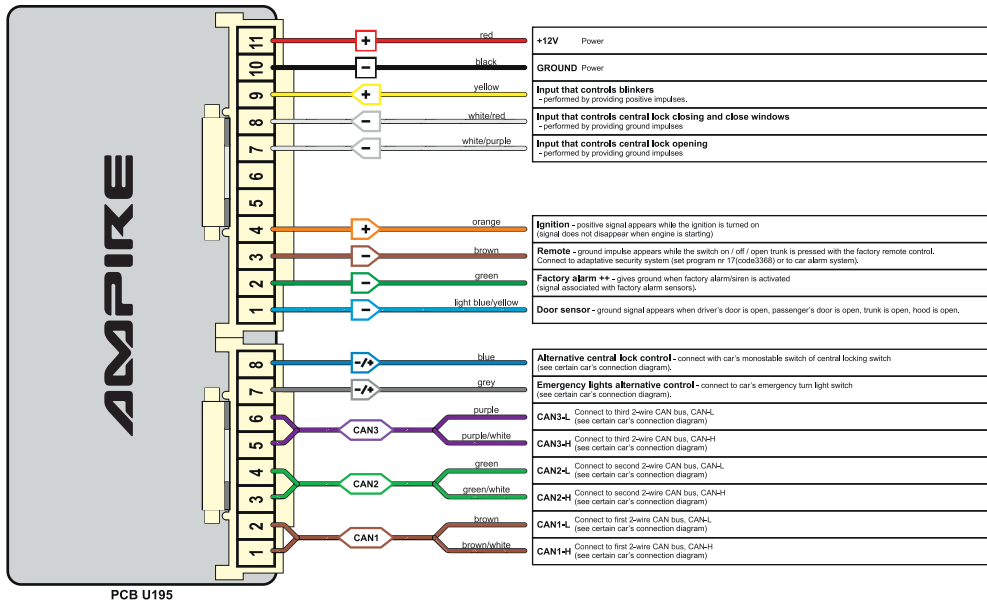 AMPIRE
PCB U195
11
red
+
+12V Power
10
black
−
GROUND Power
9
yellow
+
Input that controls blinkers
- performed by providing positive impulses.
8
white/red
−
Input that controls central lock closing and close windows
- performed by providing ground impulses
7
white/purple
−
Input that controls central lock opening
- performed by providing ground impulses
6
5
4
orange
+
Ignition - positive signal appears while the ignition is turned on
(signal does not disappear when engine is starting)
3
brown
−
Remote - ground impulse appears while the switch on / off / open trunk is pressed with the factory remote control.
Connect to adaptative security system (set program nr 17(code3368) or to car alarm system).
2
green
−
Factory alarm ++ - gives ground when factory alarm/siren is activated
(signal associated with factory alarm sensors).
1
light blue/yellow
−
Door sensor - ground signal appears when driver's door is open, passenger's door is open, trunk is open, hood is open.
8
blue
−/+
Alternative central lock control - connect with car's monostable switch of central locking switch
(see certain car's connection diagram).
7
grey
−/+
Emergency lights alternative control - connect to car's emergency turn light switch
(see certain car's connection diagram).
6
purple
CAN3
CAN3-L Connect to third 2-wire CAN bus, CAN-L
(see certain car's connection diagram)
5
purple/white
CAN3-H Connect to third 2-wire CAN bus, CAN-H
(see certain car's connection diagram)
4
green
CAN2
CAN2-L Connect to second 2-wire CAN bus, CAN-L
(see certain car's connection diagram)
3
green/white
CAN2-H Connect to second 2-wire CAN bus, CAN-H
(see certain car's connection diagram)
2
brown
CAN1
CAN1-L Connect to first 2-wire CAN bus, CAN-L
(see certain car's connection diagram)
1
brown/white
CAN1-H Connect to first 2-wire CAN bus, CAN-H
(see certain car's connection diagram)